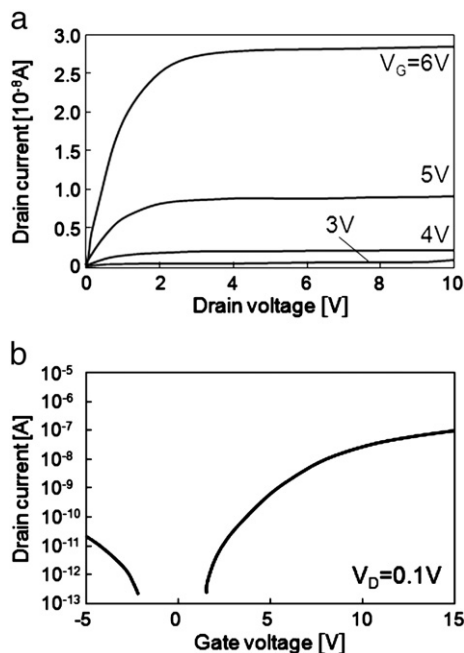 a
3.0
2.5
2.0
1.5
1.0
0.5
0
Drain current [10⁻⁸A]
V_G=6V
5V
3V
4V
0 2 4 6 8 10
Drain voltage [V]
b
10⁻⁵
10⁻⁶
10⁻⁷
10⁻⁸
10⁻⁹
10⁻¹⁰
10⁻¹¹
10⁻¹²
10⁻¹³
Drain current [A]
V_D=0.1V
-5 0 5 10 15
Gate voltage [V]